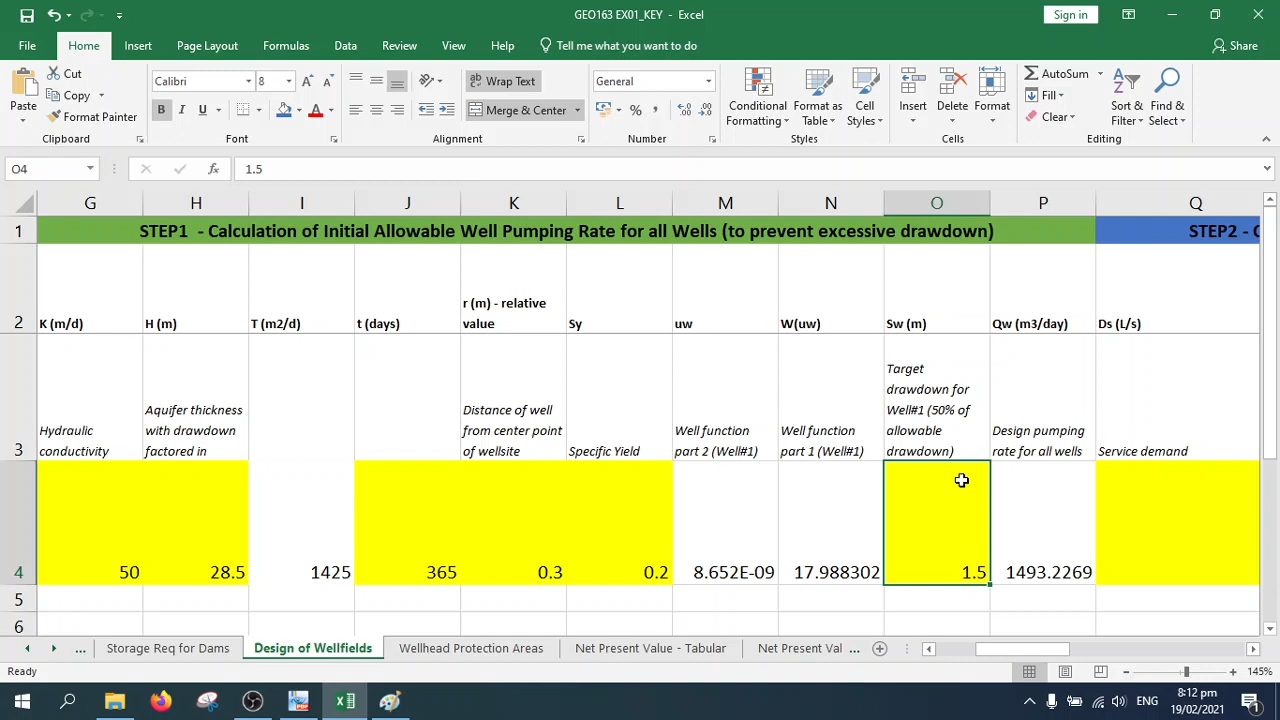 GEO163 EX01_KEY - Excel
Sign in
File Home Insert Page Layout Formulas Data Review View Help Tell me what you want to do Share
Paste
Cut
Copy
Format Painter
Clipboard
Calibri 8
B I U
Font
Wrap Text
Merge & Center
Alignment
General
Number
Conditional Formatting
Format as Table
Cell Styles
Styles
Insert
Delete
Format
Cells
AutoSum
Fill
Clear
Sort & Filter
Find & Select
Editing
O4 fx 1.5
G H I J K L M N O P Q
1 STEP1 - Calculation of Initial Allowable Well Pumping Rate for all Wells (to prevent excessive drawdown) STEP2 - C
2 K (m/d) H (m) T (m2/d) t (days) r (m) - relative value Sy uw W(uw) Sw (m) Qw (m3/day) Ds (L/s)
3 Hydraulic conductivity Aquifer thickness with drawdown factored in Distance of well from center point of wellsite Specific Yield Well function part 2 (Well#1) Well function part 1 (Well#1) Target drawdown for Well#1 (50% of allowable drawdown) Design pumping rate for all wells Service demand
4 50 28.5 1425 365 0.3 0.2 8.652E-09 17.988302 1.5 1493.2269
5
6
... Storage Req for Dams Design of Wellfields Wellhead Protection Areas Net Present Value - Tabular Net Present Val ...
Ready 145%
ENG 8:12 pm
19/02/2021